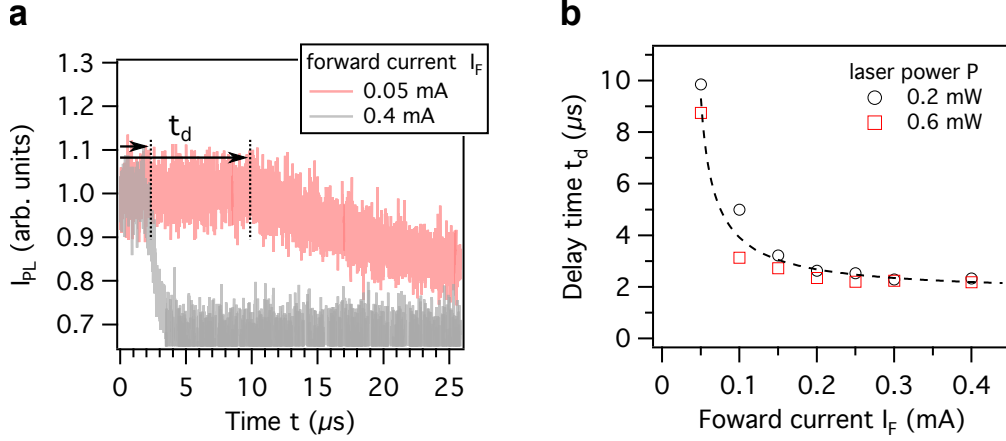 a
1.3
1.2
1.1
1.0
0.9
0.8
0.7
I_PL (arb. units)
0
5
10
15
20
25
Time t (μs)
forward current I_F
0.05 mA
0.4 mA
t_d
b
10
8
6
4
2
0
Delay time t_d (μs)
0
0.1
0.2
0.3
0.4
Foward current I_F (mA)
laser power P
0.2 mW
0.6 mW